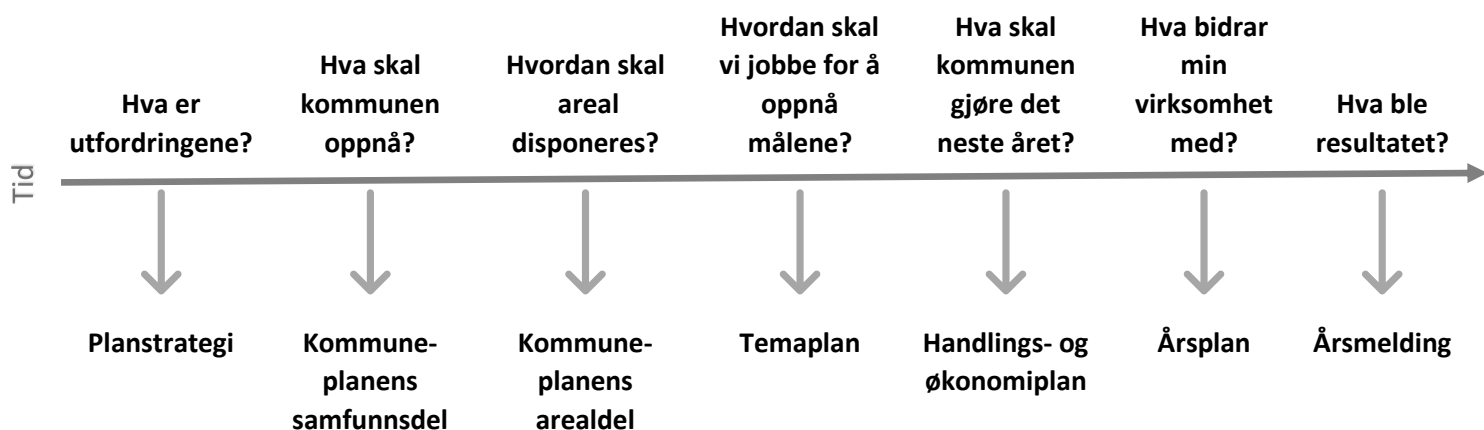 Hva er
utfordringene?
Hva skal
kommunen
oppnå?
Hvordan skal
areal
disponeres?
Hvordan skal
vi jobbe for å
oppnå
målene?
Hva skal
kommunen
gjøre det
neste året?
Hva bidrar
min
virksomhet
med?
Hva ble
resultatet?
Tid
Planstrategi
Kommune-
planens
samfunnsdel
Kommune-
planens
arealdel
Temaplan
Handlings- og
økonomiplan
Årsplan
Årsmelding